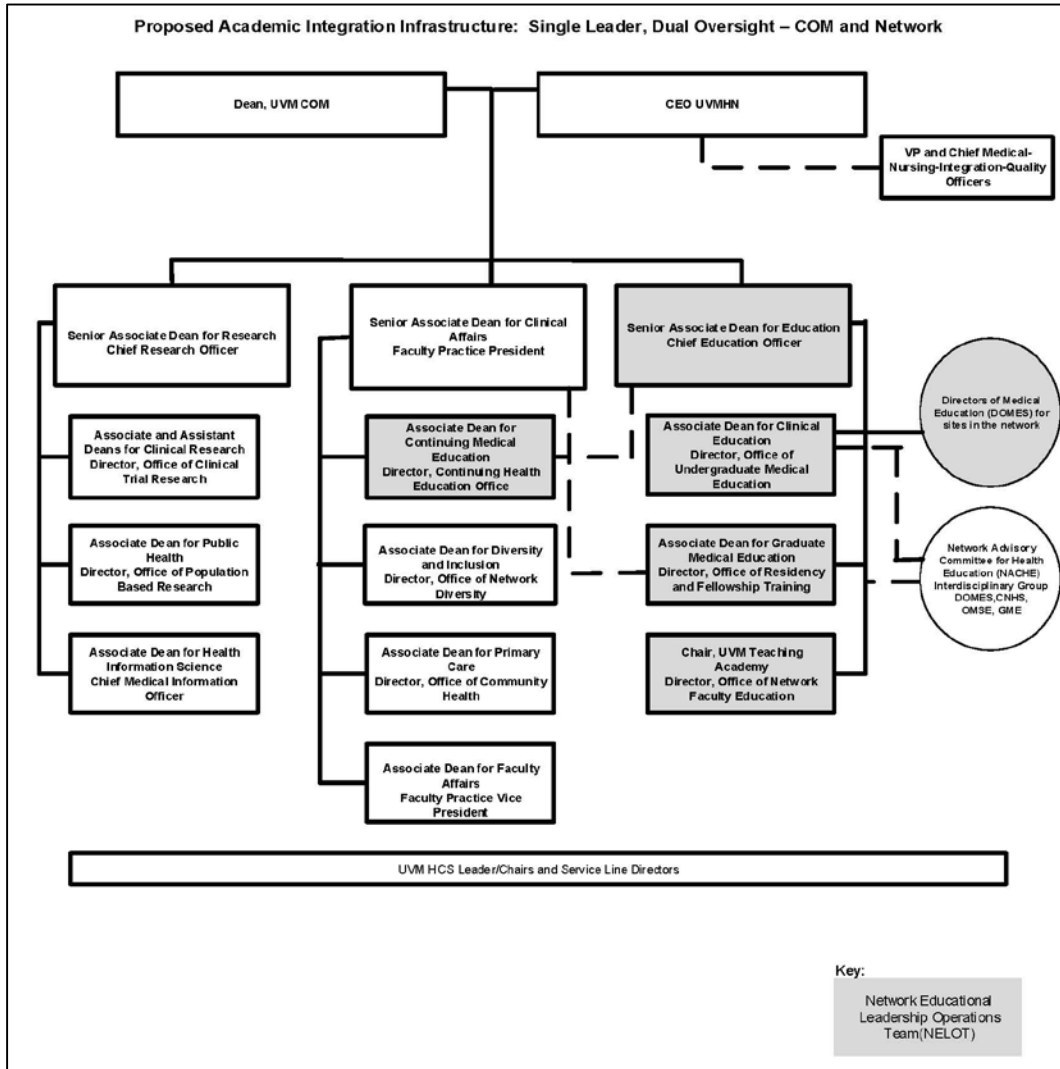 Proposed Academic Integration Infrastructure: Single Leader, Dual Oversight – COM and Network
Dean, UVM COM
CEO UVMHN
VP and Chief Medical-
Nursing-Integration-Quality
Officers
Senior Associate Dean for Research
Chief Research Officer
Senior Associate Dean for Clinical
Affairs
Faculty Practice President
Senior Associate Dean for Education
Chief Education Officer
Associate and Assistant
Deans for Clinical Research
Director, Office of Clinical
Trial Research
Associate Dean for
Continuing Medical
Education
Director, Continuing Health
Education Office
Associate Dean for Clinical
Education
Director, Office of
Undergraduate Medical
Education
Directors of Medical
Education (DOMES) for
sites in the network
Associate Dean for Public
Health
Director, Office of Population
Based Research
Associate Dean for Diversity
and Inclusion
Director, Office of Network
Diversity
Associate Dean for Graduate
Medical Education
Director, Office of Residency
and Fellowship Training
Network Advisory
Committee for Health
Education (NACHE)
Interdisciplinary Group
DOMES,CNHS,
OMSE, GME
Associate Dean for Health
Information Science
Chief Medical Information
Officer
Associate Dean for Primary
Care
Director, Office of Community
Health
Chair, UVM Teaching
Academy
Director, Office of Network
Faculty Education
Associate Dean for Faculty
Affairs
Faculty Practice Vice
President
UVM HCS Leader/Chairs and Service Line Directors
Key:
Network Educational
Leadership Operations
Team(NELOT)